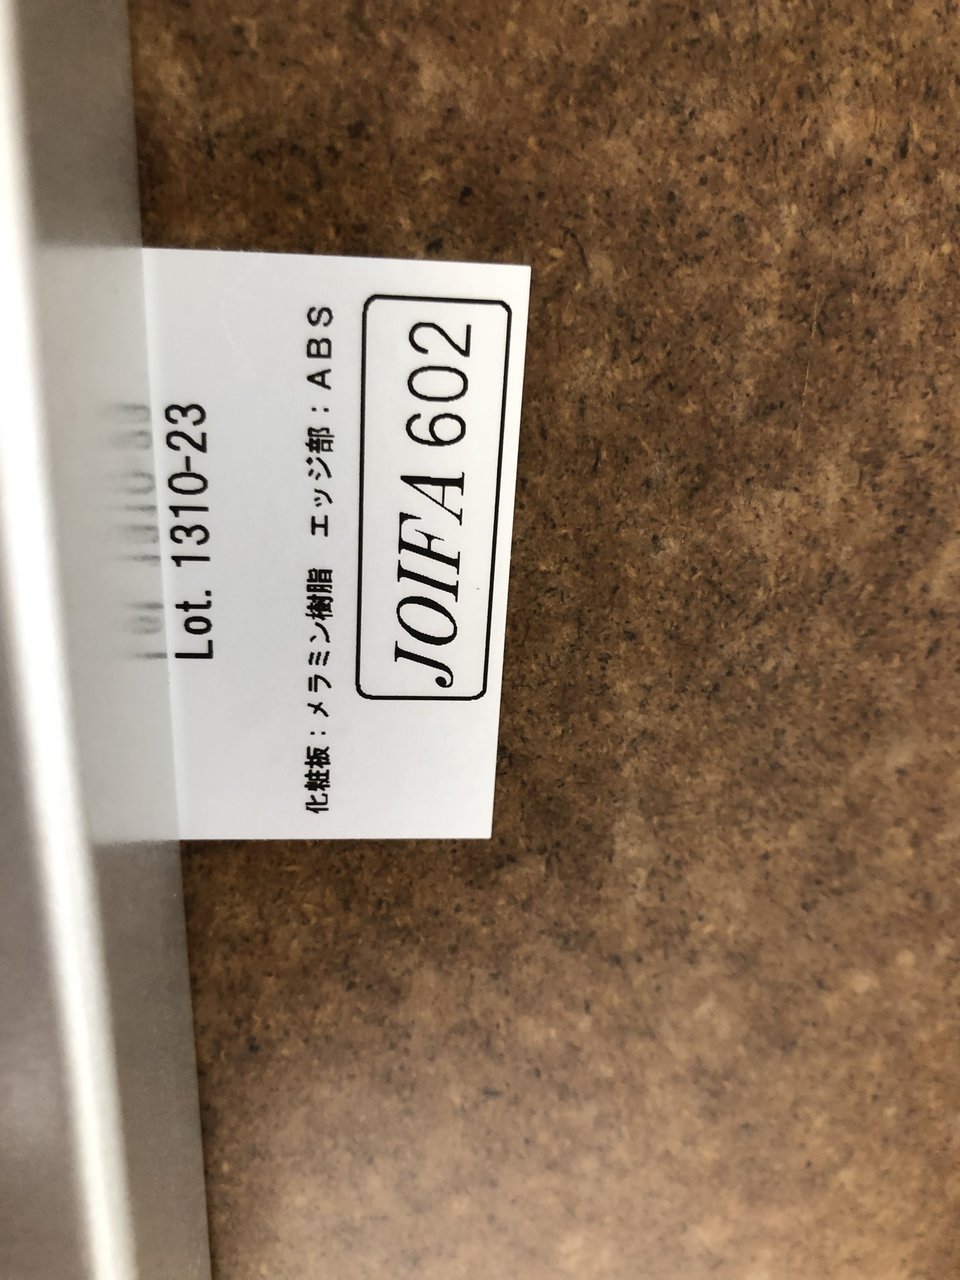 Lot. 1310-23
化粧板：メラミン樹脂　エッジ部：ＡＢＳ
JOIFA 602